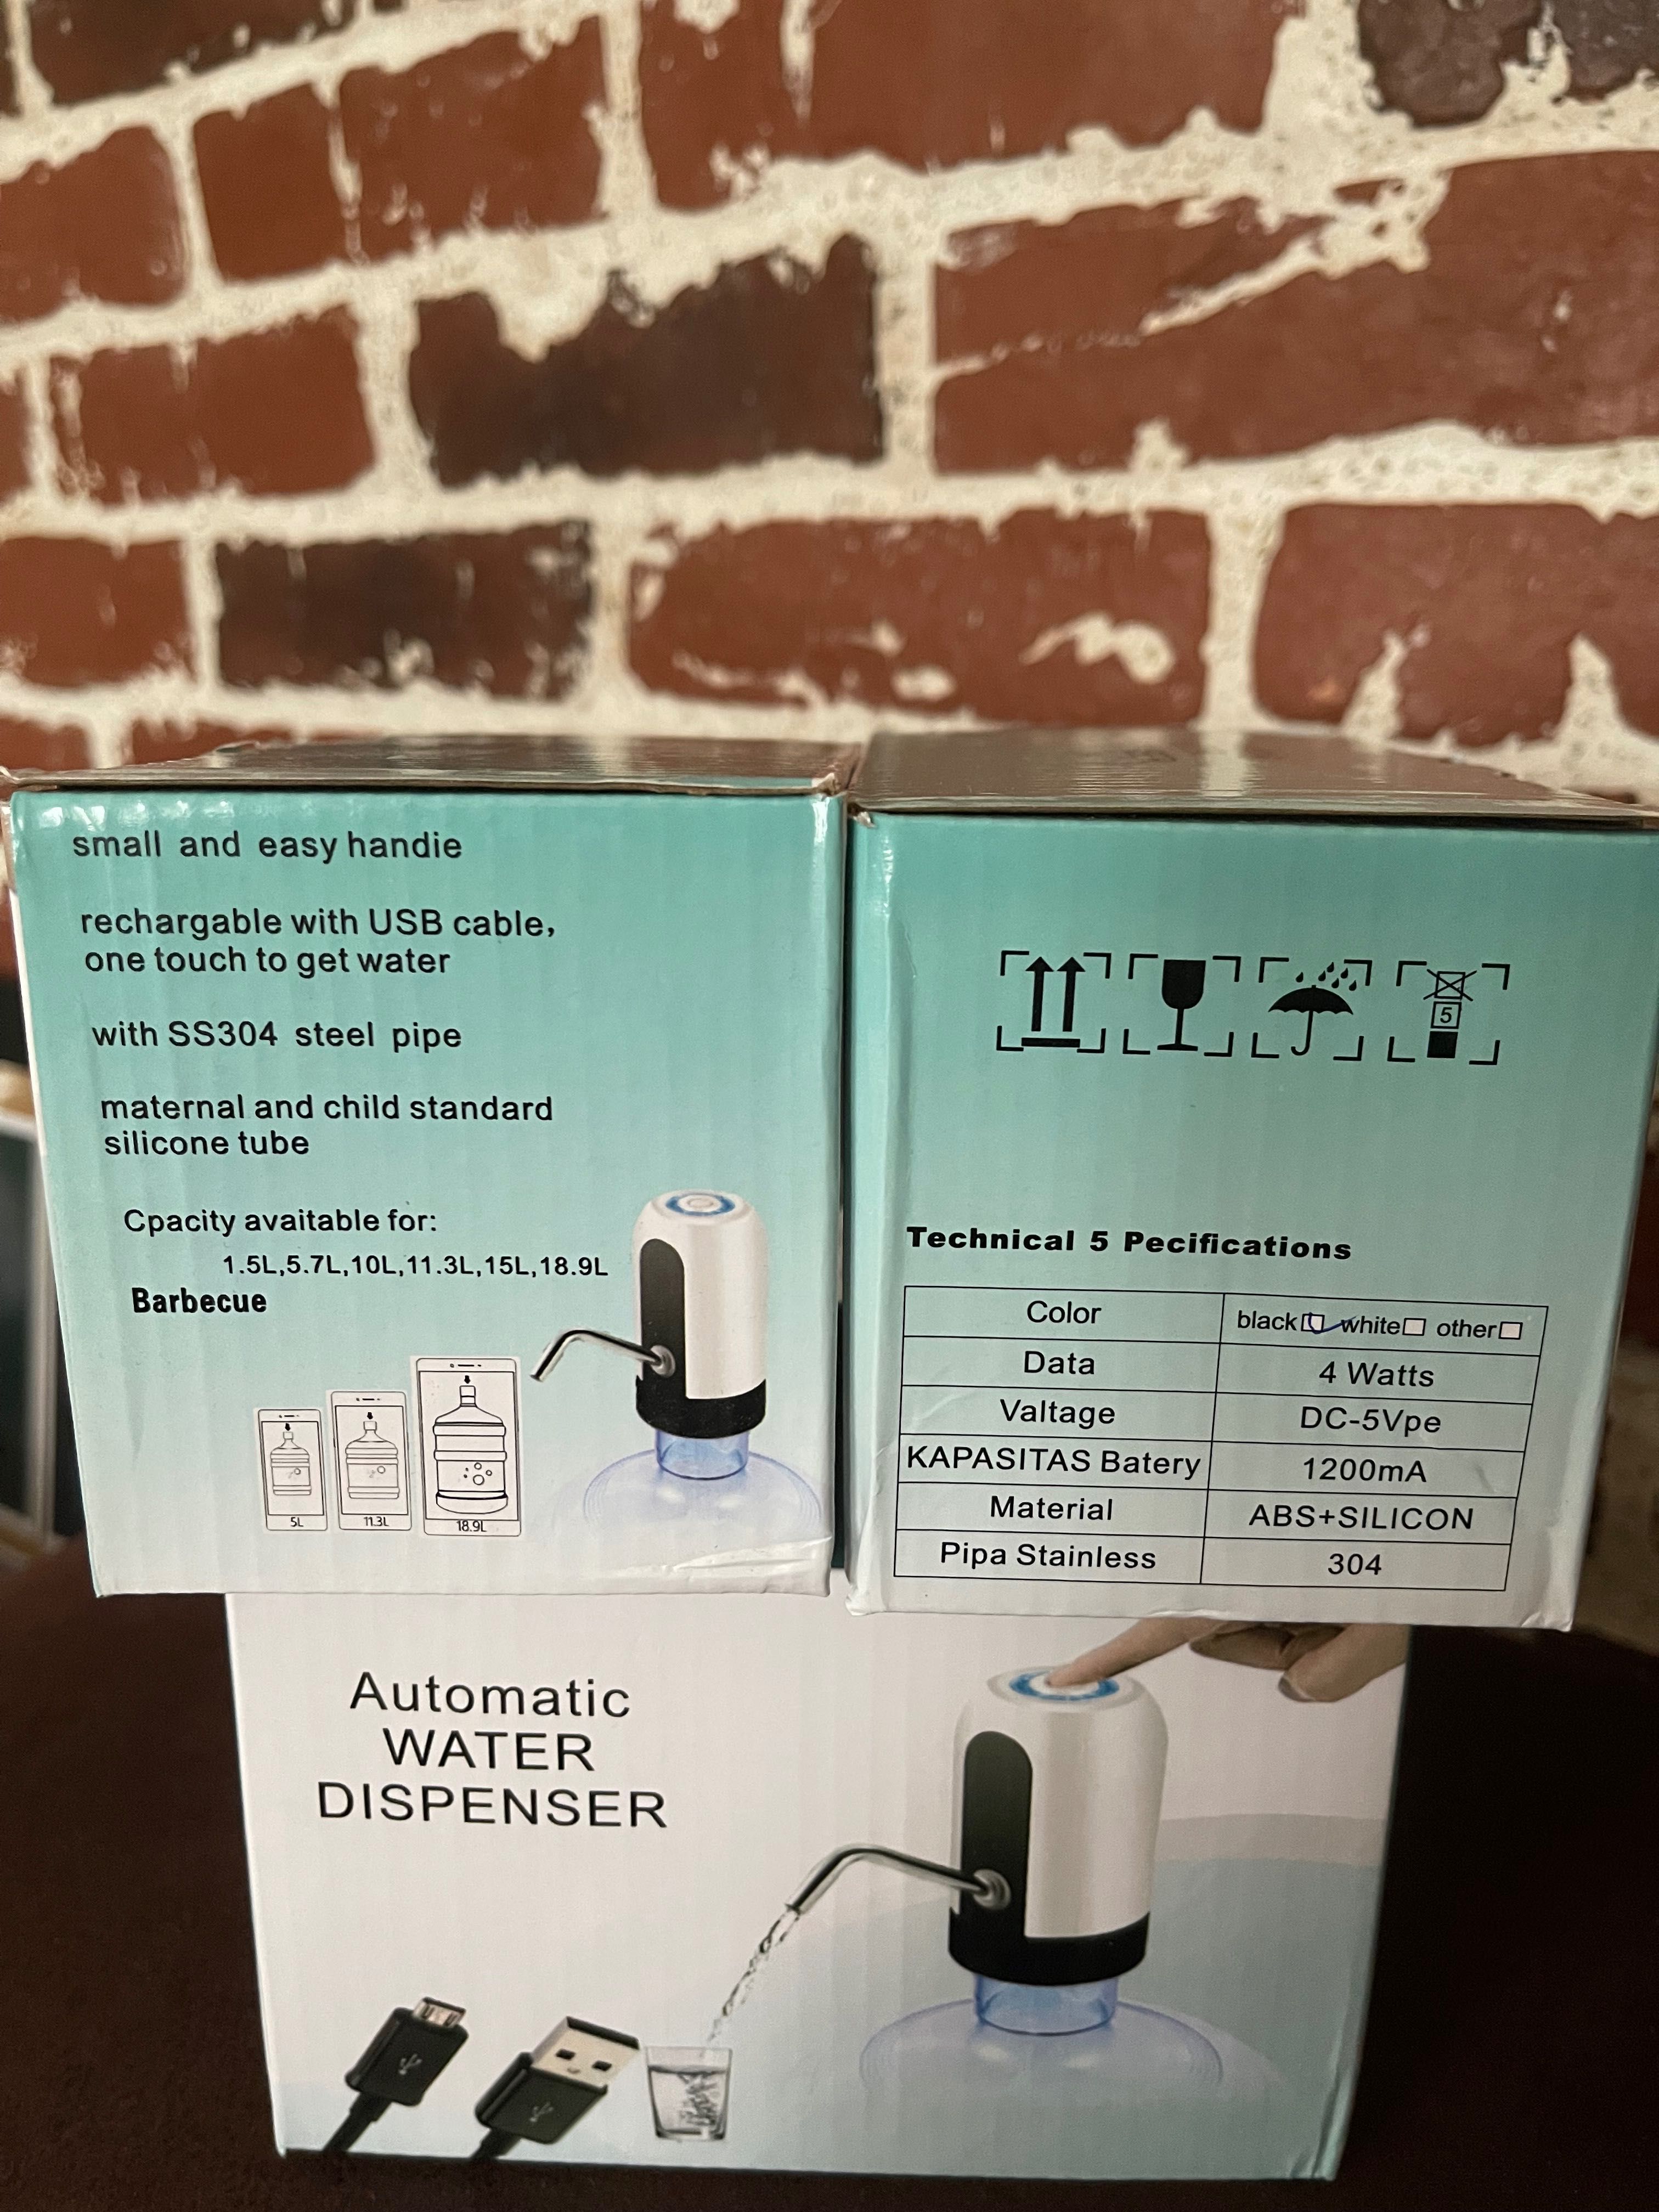 small and easy handie
rechargable with USB cable,
one touch to get water
with SS304 steel pipe
maternal and child standard
silicone tube
Cpacity avaitable for:
1.5L,5.7L,10L,11.3L,15L,18.9L
Barbecue
5L 11.3L 18.9L
5
Technical 5 Pecifications
Color black white other
Data 4 Watts
Valtage DC-5Vpe
KAPASITAS Batery 1200mA
Material ABS+SILICON
Pipa Stainless 304
Automatic
WATER
DISPENSER